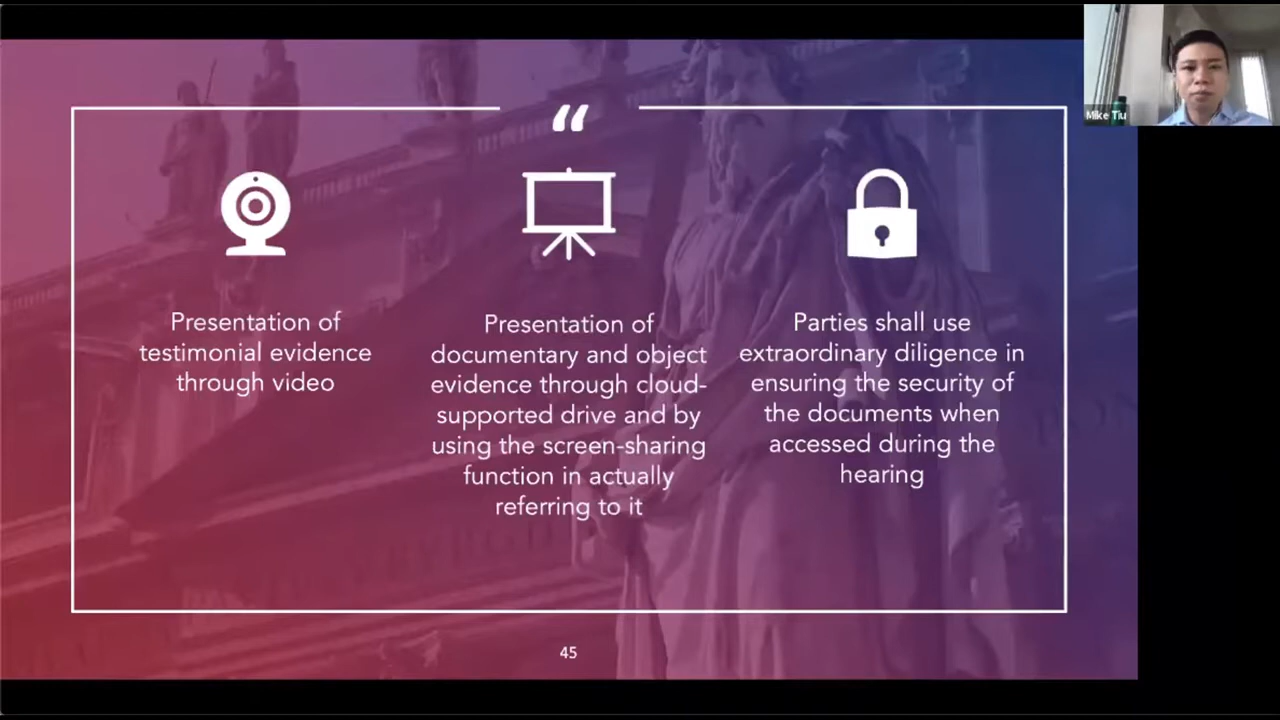 Mike Tiu
“
Presentation of
testimonial evidence
through video
Presentation of
documentary and object
evidence through cloud-
supported drive and by
using the screen-sharing
function in actually
referring to it
Parties shall use
extraordinary diligence in
ensuring the security of
the documents when
accessed during the
hearing
45